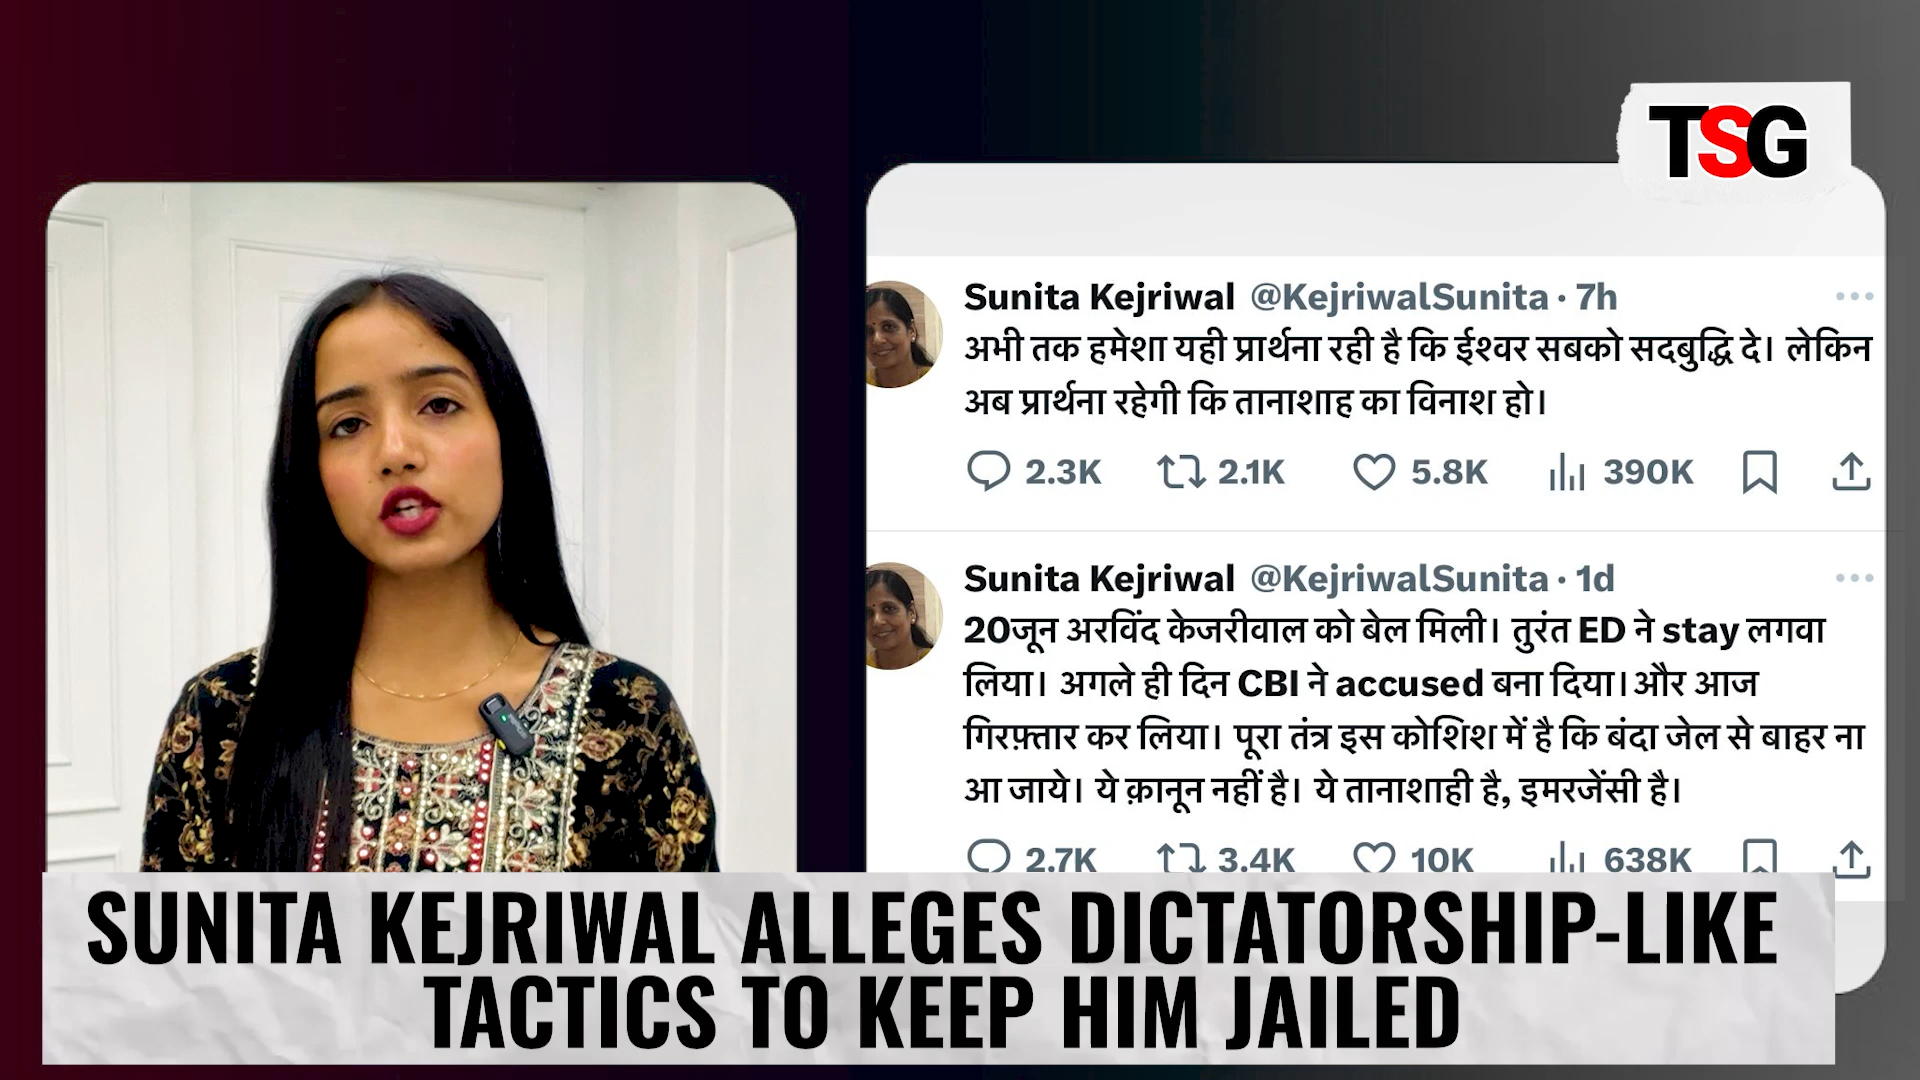 TSG
Sunita Kejriwal @KejriwalSunita · 7h
अभी तक हमेशा यही प्रार्थना रही है कि ईश्वर सबको सदबुद्धि दे। लेकिन
अब प्रार्थना रहेगी कि तानाशाह का विनाश हो।
2.3K 2.1K 5.8K 390K
Sunita Kejriwal @KejriwalSunita · 1d
20जून अरविंद केजरीवाल को बेल मिली। तुरंत ED ने stay लगवा
लिया। अगले ही दिन CBI ने accused बना दिया।और आज
गिरफ़्तार कर लिया। पूरा तंत्र इस कोशिश में है कि बंदा जेल से बाहर ना
आ जाये। ये क़ानून नहीं है। ये तानाशाही है, इमरजेंसी है।
2.7K 3.4K 10K 638K
SUNITA KEJRIWAL ALLEGES DICTATORSHIP-LIKE
TACTICS TO KEEP HIM JAILED